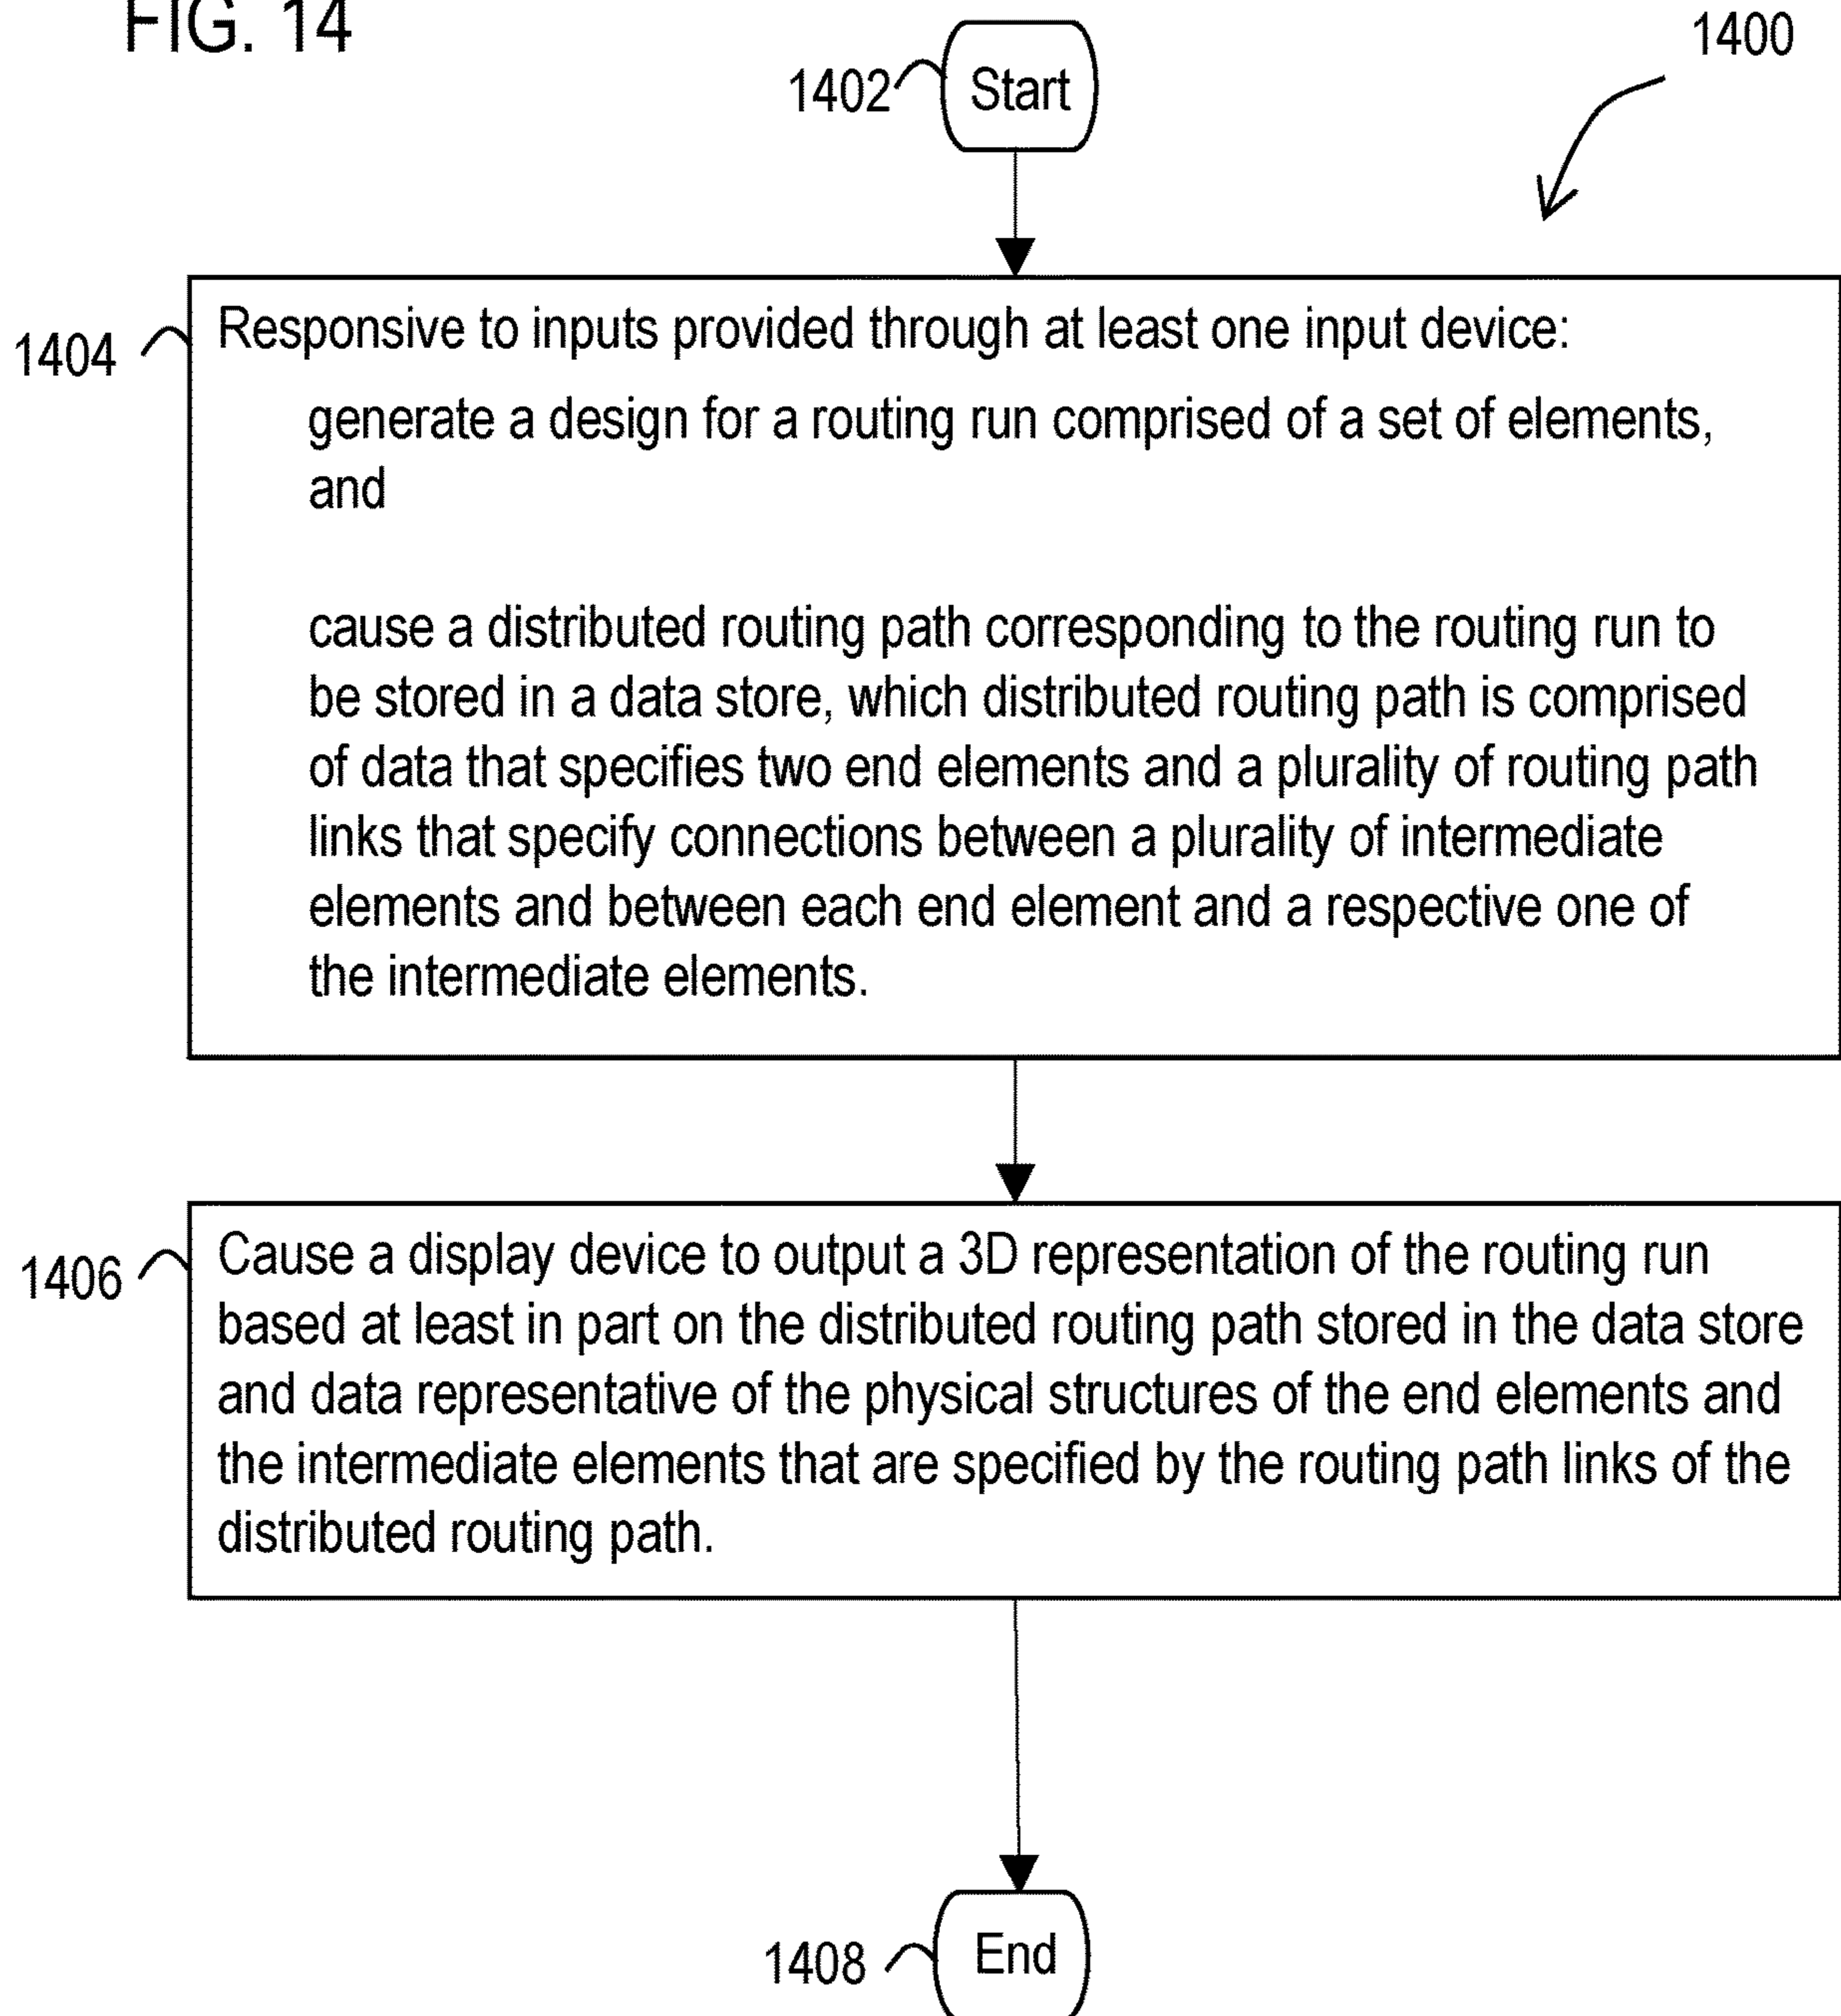 FIG. 14
1400
1402
Start
1404
Responsive to inputs provided through at least one input device:
generate a design for a routing run comprised of a set of elements,
and
cause a distributed routing path corresponding to the routing run to
be stored in a data store, which distributed routing path is comprised
of data that specifies two end elements and a plurality of routing path
links that specify connections between a plurality of intermediate
elements and between each end element and a respective one of
the intermediate elements.
1406
Cause a display device to output a 3D representation of the routing run
based at least in part on the distributed routing path stored in the data store
and data representative of the physical structures of the end elements and
the intermediate elements that are specified by the routing path links of the
distributed routing path.
1408
End